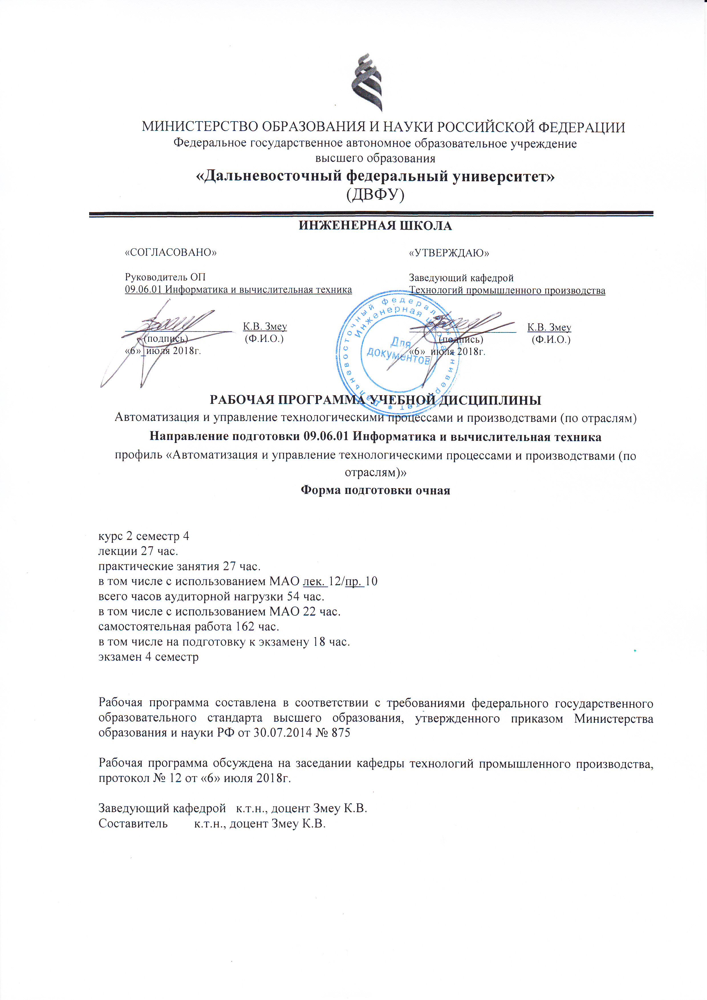 МИНИСТЕРСТВО ОБРАЗОВАНИЯ И НАУКИ РОССИЙСКОЙ ФЕДЕРАЦИИ
Федеральное государственное автономное образовательное учреждение
высшего образования
«Дальневосточный федеральный университет»
(ДВФУ)
ИНЖЕНЕРНАЯ ШКОЛА
«СОГЛАСОВАНО»
Руководитель ОП
09.06.01 Информатика и вычислительная техника
К.В. Змеу
(подпись) (Ф.И.О.)
«6»_июля 2018г.
«УТВЕРЖДАЮ»
Заведующий кафедрой
Технологий промышленного производства
К.В. Змеу
(подпись) (Ф.И.О.)
«6»_июля 2018г.
Инженерная школа
Для
документов
РАБОЧАЯ ПРОГРАММА УЧЕБНОЙ ДИСЦИПЛИНЫ
Автоматизация и управление технологическими процессами и производствами (по отраслям)
Направление подготовки 09.06.01 Информатика и вычислительная техника
профиль «Автоматизация и управление технологическими процессами и производствами (по
отраслям)»
Форма подготовки очная
курс 2 семестр 4
лекции 27 час.
практические занятия 27 час.
в том числе с использованием МАО лек. 12/пр. 10
всего часов аудиторной нагрузки 54 час.
в том числе с использованием МАО 22 час.
самостоятельная работа 162 час.
в том числе на подготовку к экзамену 18 час.
экзамен 4 семестр
Рабочая программа составлена в соответствии с требованиями федерального государственного
образовательного стандарта высшего образования, утвержденного приказом Министерства
образования и науки РФ от 30.07.2014 № 875
Рабочая программа обсуждена на заседании кафедры технологий промышленного производства,
протокол № 12 от «6» июля 2018г.
Заведующий кафедрой к.т.н., доцент Змеу К.В.
Составитель к.т.н., доцент Змеу К.В.